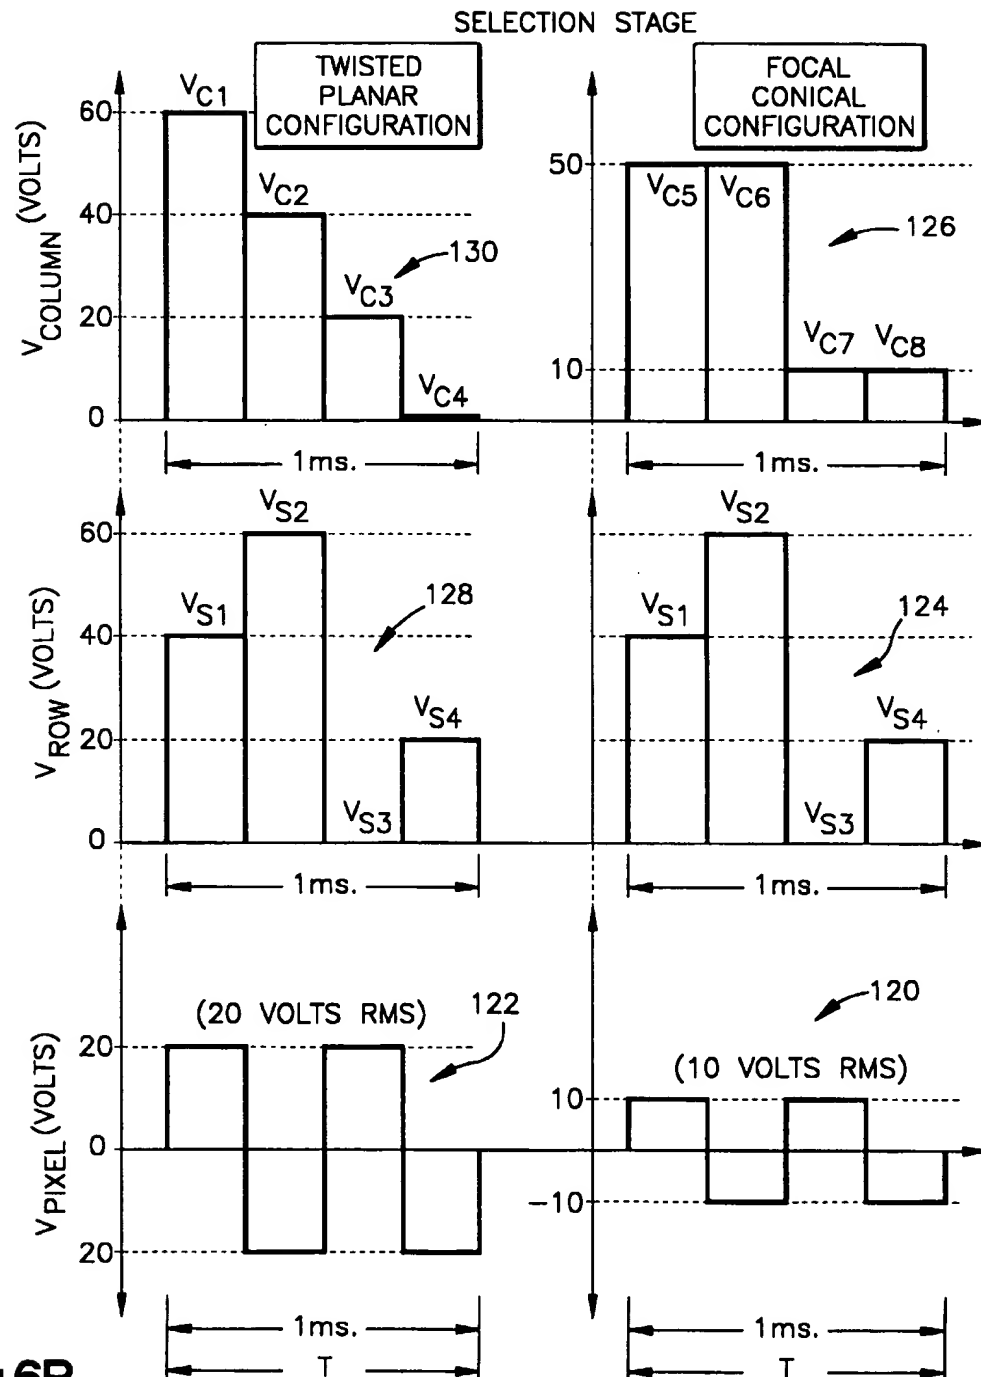 SELECTION STAGE
TWISTED
PLANAR
CONFIGURATION
FOCAL
CONICAL
CONFIGURATION
V COLUMN (VOLTS)
60
40
20
0
VC1
VC2
VC3
VC4
130
1ms.
50
10
VC5
VC6
VC7
VC8
126
1ms.
V ROW (VOLTS)
60
40
20
0
VS1
VS2
VS3
VS4
128
1ms.
VS1
VS2
VS3
VS4
124
1ms.
V PIXEL (VOLTS)
20
0
20
(20 VOLTS RMS)
122
1ms.
T
10
-10
(10 VOLTS RMS)
120
1ms.
T